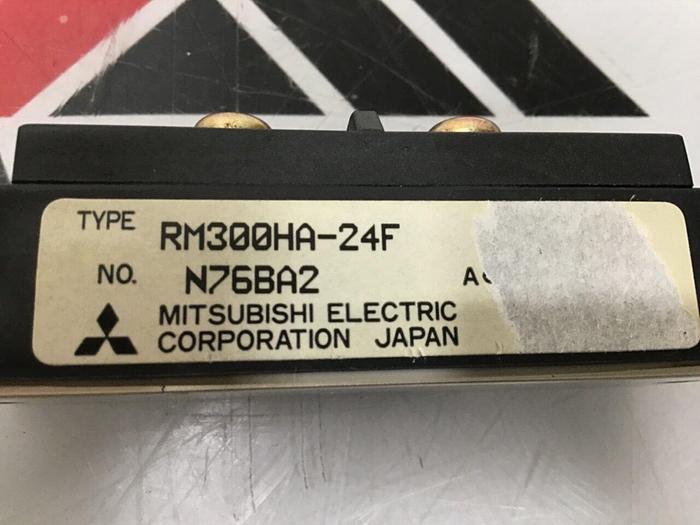 TYPE RM300HA-24F
NO. N76BA2 A
MITSUBISHI ELECTRIC
CORPORATION JAPAN